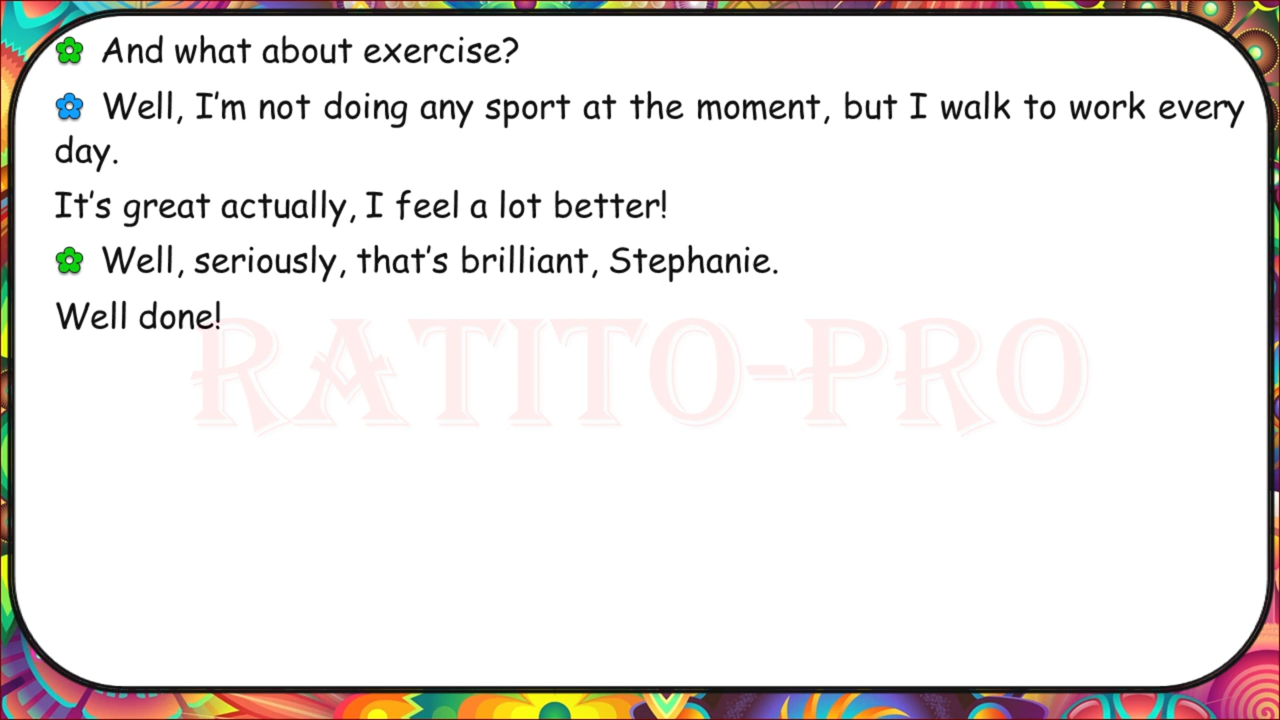 And what about exercise?
Well, I'm not doing any sport at the moment, but I walk to work every
day.
It's great actually, I feel a lot better!
Well, seriously, that's brilliant, Stephanie.
Well done!
RATITO-PRO